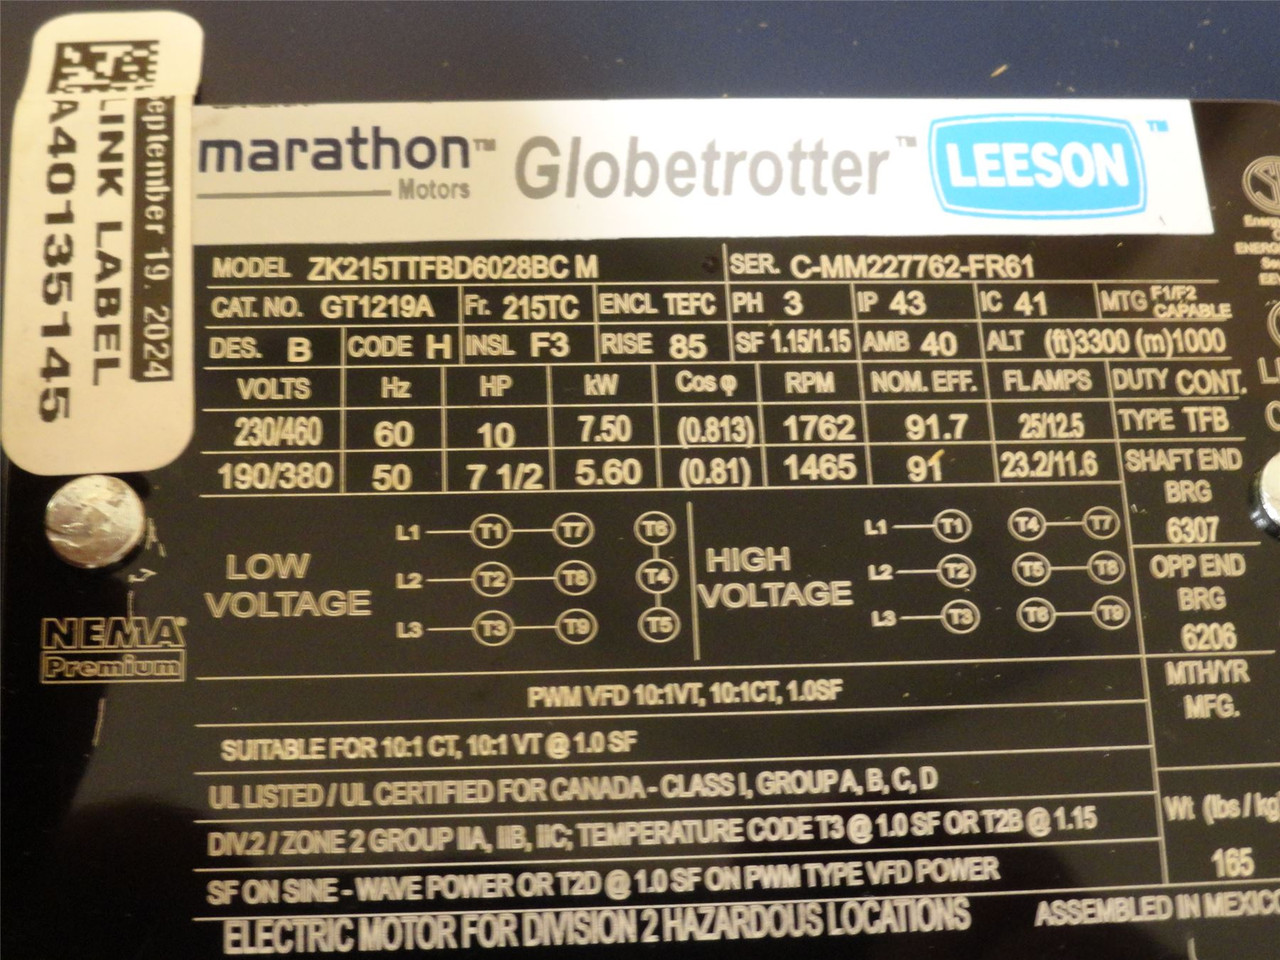 September 19, 2024
LINK LABEL
A40135145
marathon™ Motors
Globetrotter™
LEESON™
MODEL ZK215TTFBD6028BC M SER. C-MM227762-FR61
CAT. NO. GT1219A Fr. 215TC ENCL TEFC PH 3 IP 43 IC 41 MTG F1/F2 CAPABLE
DES. B CODE H INSL F3 RISE 85 SF 1.15/1.15 AMB 40 ALT (ft)3300 (m)1000
VOLTS Hz HP kW Cos φ RPM NOM. EFF. FLAMPS DUTY CONT.
230/460 60 10 7.50 (0.813) 1762 91.7 25/12.5 TYPE TFB
190/380 50 7 1/2 5.60 (0.81) 1465 91 23.2/11.6 SHAFT END
BRG
6307
OPP END
BRG
6206
MTH/YR
MFG.
Wt (lbs / kg
165
LOW
VOLTAGE
L1 T1 T7 T6
L2 T2 T8 T4
L3 T3 T9 T5
HIGH
VOLTAGE
L1 T1 T4 T7
L2 T2 T5 T8
L3 T3 T6 T9
NEMA®
Premium
PWM VFD 10:1VT, 10:1CT, 1.0SF
SUITABLE FOR 10:1 CT, 10:1 VT @ 1.0 SF
UL LISTED / UL CERTIFIED FOR CANADA - CLASS I, GROUP A, B, C, D
DIV.2 / ZONE 2 GROUP IIA, IIB, IIC; TEMPERATURE CODE T3 @ 1.0 SF OR T2B @ 1.15
SF ON SINE - WAVE POWER OR T2D @ 1.0 SF ON PWM TYPE VFD POWER
ELECTRIC MOTOR FOR DIVISION 2 HAZARDOUS LOCATIONS
ASSEMBLED IN MEXICO